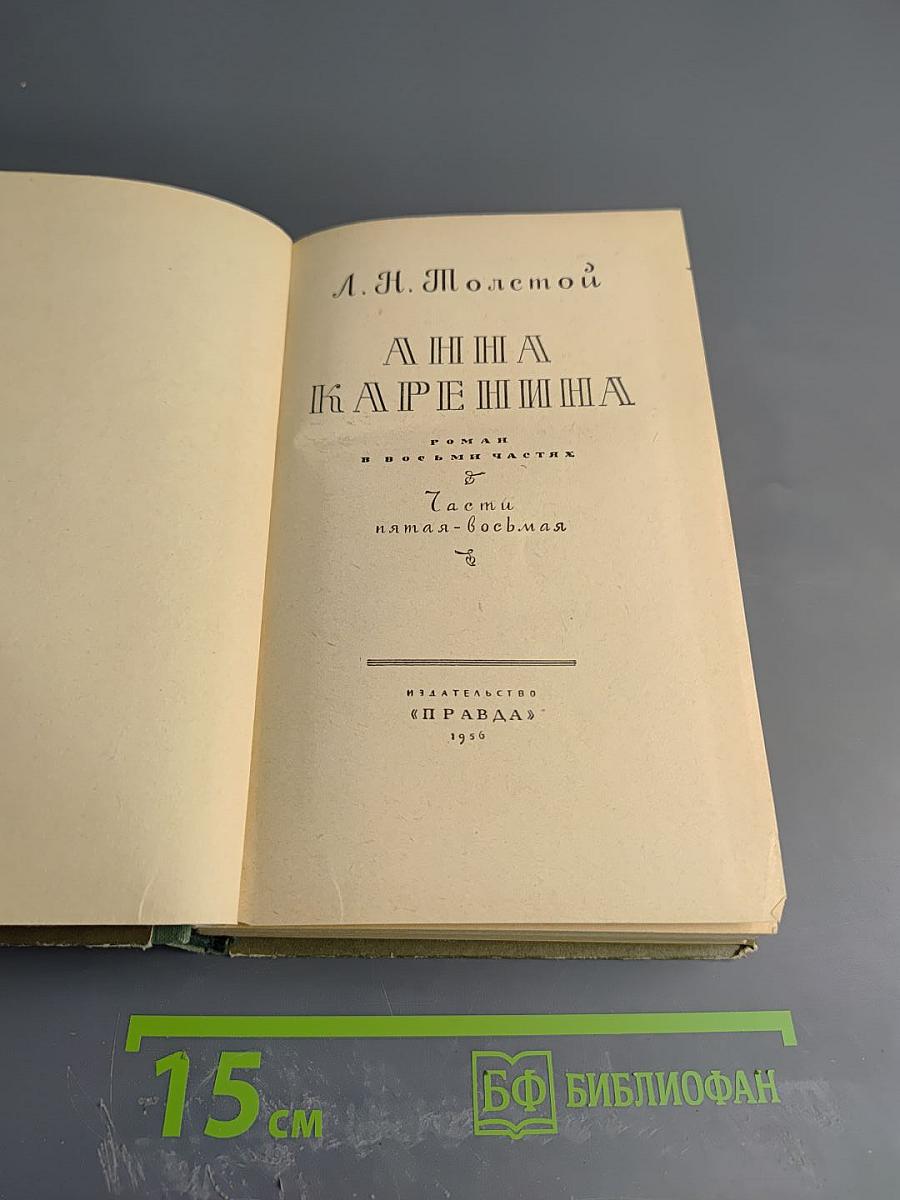 Л. Н. Толстой
АННА
КАРЕНИНА
РОМАН
В ВОСЬМИ ЧАСТЯХ
Части
пятая-восьмая
ИЗДАТЕЛЬСТВО
«ПРАВДА»
1956
15 см
БФ БИБЛИОФАН